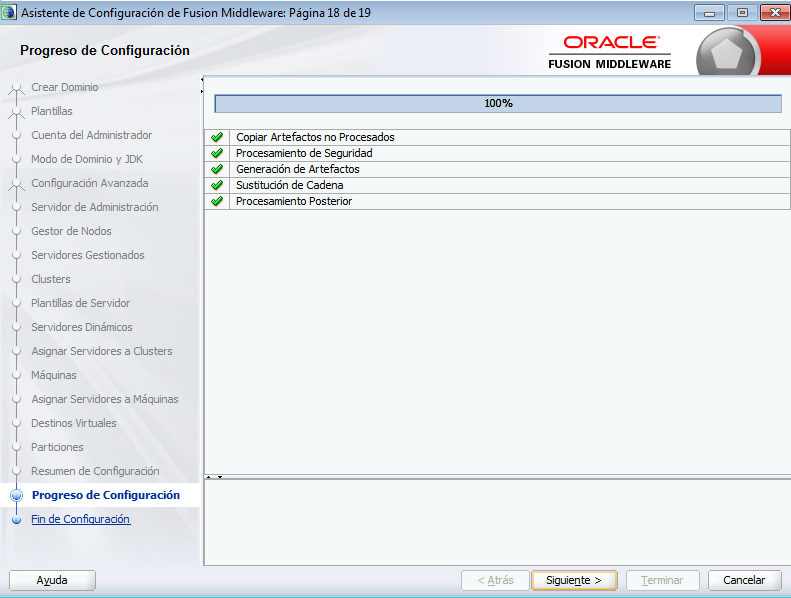 Asistente de Configuración de Fusion Middleware: Página 18 de 19
Progreso de Configuración
ORACLE
FUSION MIDDLEWARE
Crear Dominio
Plantillas
Cuenta del Administrador
Modo de Dominio y JDK
Configuración Avanzada
Servidor de Administración
Gestor de Nodos
Servidores Gestionados
Clusters
Plantillas de Servidor
Servidores Dinámicos
Asignar Servidores a Clusters
Máquinas
Asignar Servidores a Máquinas
Destinos Virtuales
Particiones
Resumen de Configuración
Progreso de Configuración
Fin de Configuración
100%
Copiar Artefactos no Procesados
Procesamiento de Seguridad
Generación de Artefactos
Sustitución de Cadena
Procesamiento Posterior
Ayuda
< Atrás
Siguiente >
Terminar
Cancelar